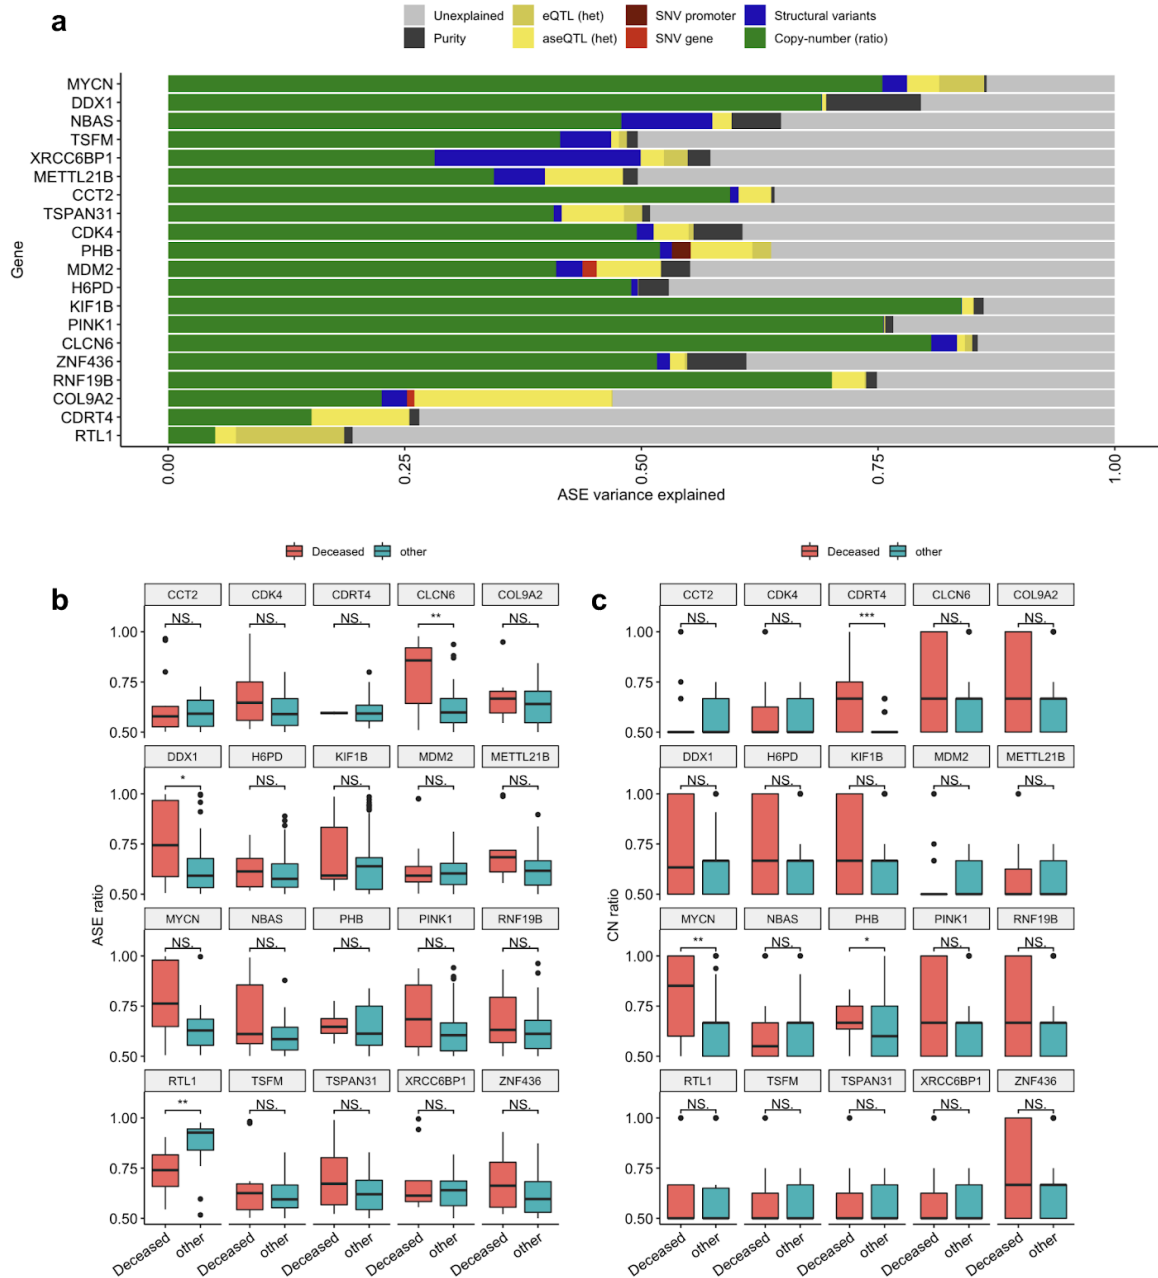 a
Unexplained eQTL (het) SNV promoter Structural variants
Purity aseQTL (het) SNV gene Copy-number (ratio)
Gene
MYCN
DDX1
NBAS
TSFM
XRCC6BP1
METTL21B
CCT2
TSPAN31
CDK4
PHB
MDM2
H6PD
KIF1B
PINK1
CLCN6
ZNF436
RNF19B
COL9A2
CDRT4
RTL1
0.00 0.25 0.50 0.75 1.00
ASE variance explained
b
Deceased other
ASE ratio
CCT2 CDK4 CDRT4 CLCN6 COL9A2
NS. NS. NS. ** NS.
1.00
0.75
0.50
DDX1 H6PD KIF1B MDM2 METTL21B
* NS. NS. NS. NS.
1.00
0.75
0.50
MYCN NBAS PHB PINK1 RNF19B
NS. NS. NS. NS. NS.
1.00
0.75
0.50
RTL1 TSFM TSPAN31 XRCC6BP1 ZNF436
** NS. NS. NS. NS.
1.00
0.75
0.50
Deceased other Deceased other Deceased other Deceased other Deceased other
c
Deceased other
CN ratio
CCT2 CDK4 CDRT4 CLCN6 COL9A2
NS. NS. *** NS. NS.
1.00
0.75
0.50
DDX1 H6PD KIF1B MDM2 METTL21B
NS. NS. NS. NS. NS.
1.00
0.75
0.50
MYCN NBAS PHB PINK1 RNF19B
** NS. * NS. NS.
1.00
0.75
0.50
RTL1 TSFM TSPAN31 XRCC6BP1 ZNF436
NS. NS. NS. NS. NS.
1.00
0.75
0.50
Deceased other Deceased other Deceased other Deceased other Deceased other